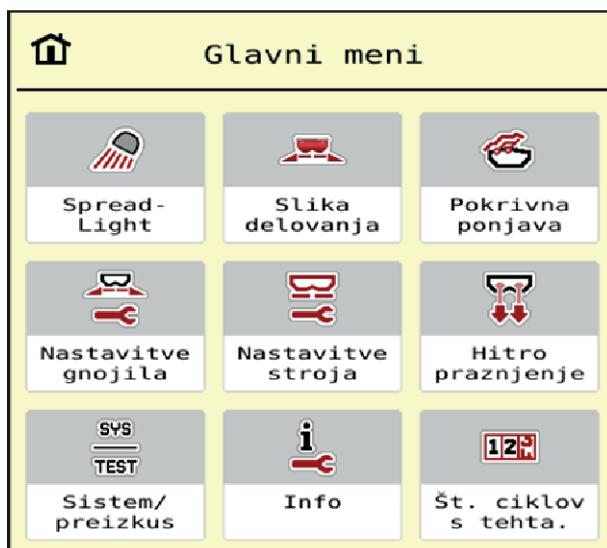 Glavni meni
Spread-
Light
Slika
delovanja
Pokrivna
ponjava
Nastavitve
gnojila
Nastavitve
stroja
Hitro
praznjenje
SYS
TEST
Sistem/
preizkus
i
Info
12
Št. ciklov
s tehta.